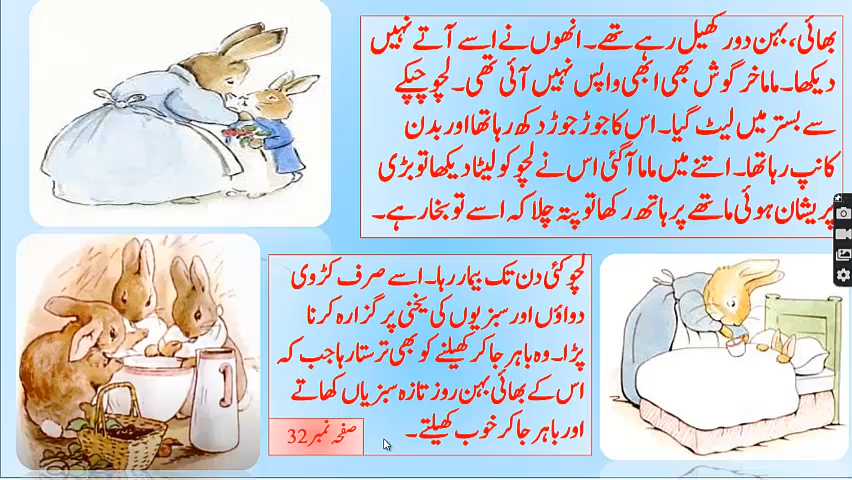 بھائی، بہن دور کھیل رہے تھے۔ انھوں نے اسے آتے نہیں
دیکھا۔ ماما خرگوش بھی ابھی واپس نہیں آئی تھی۔ لچو چپکے
سے بستر میں لیٹ گیا۔ اس کا جوڑ جوڑ دکھ رہا تھا اور بدن
کانپ رہا تھا۔ اتنے میں ماما آگئی اس نے لچو کو لیٹا دیکھا تو بڑی
پریشان ہوئی ماتھے پر ہاتھ رکھا تو پتہ چلا کہ اسے تو بخار ہے۔
لچو کئی دن تک بیمار رہا۔ اسے صرف کڑوی
دواؤں اور سبزیوں کی یخنی پر گزارہ کرنا
پڑا۔ وہ باہر جا کر کھیلنے کو بھی ترستا رہا جب کہ
اس کے بھائی بہن روز تازہ سبزیاں کھاتے
اور باہر جا کر خوب کھیلتے۔
صفحہ نمبر 32